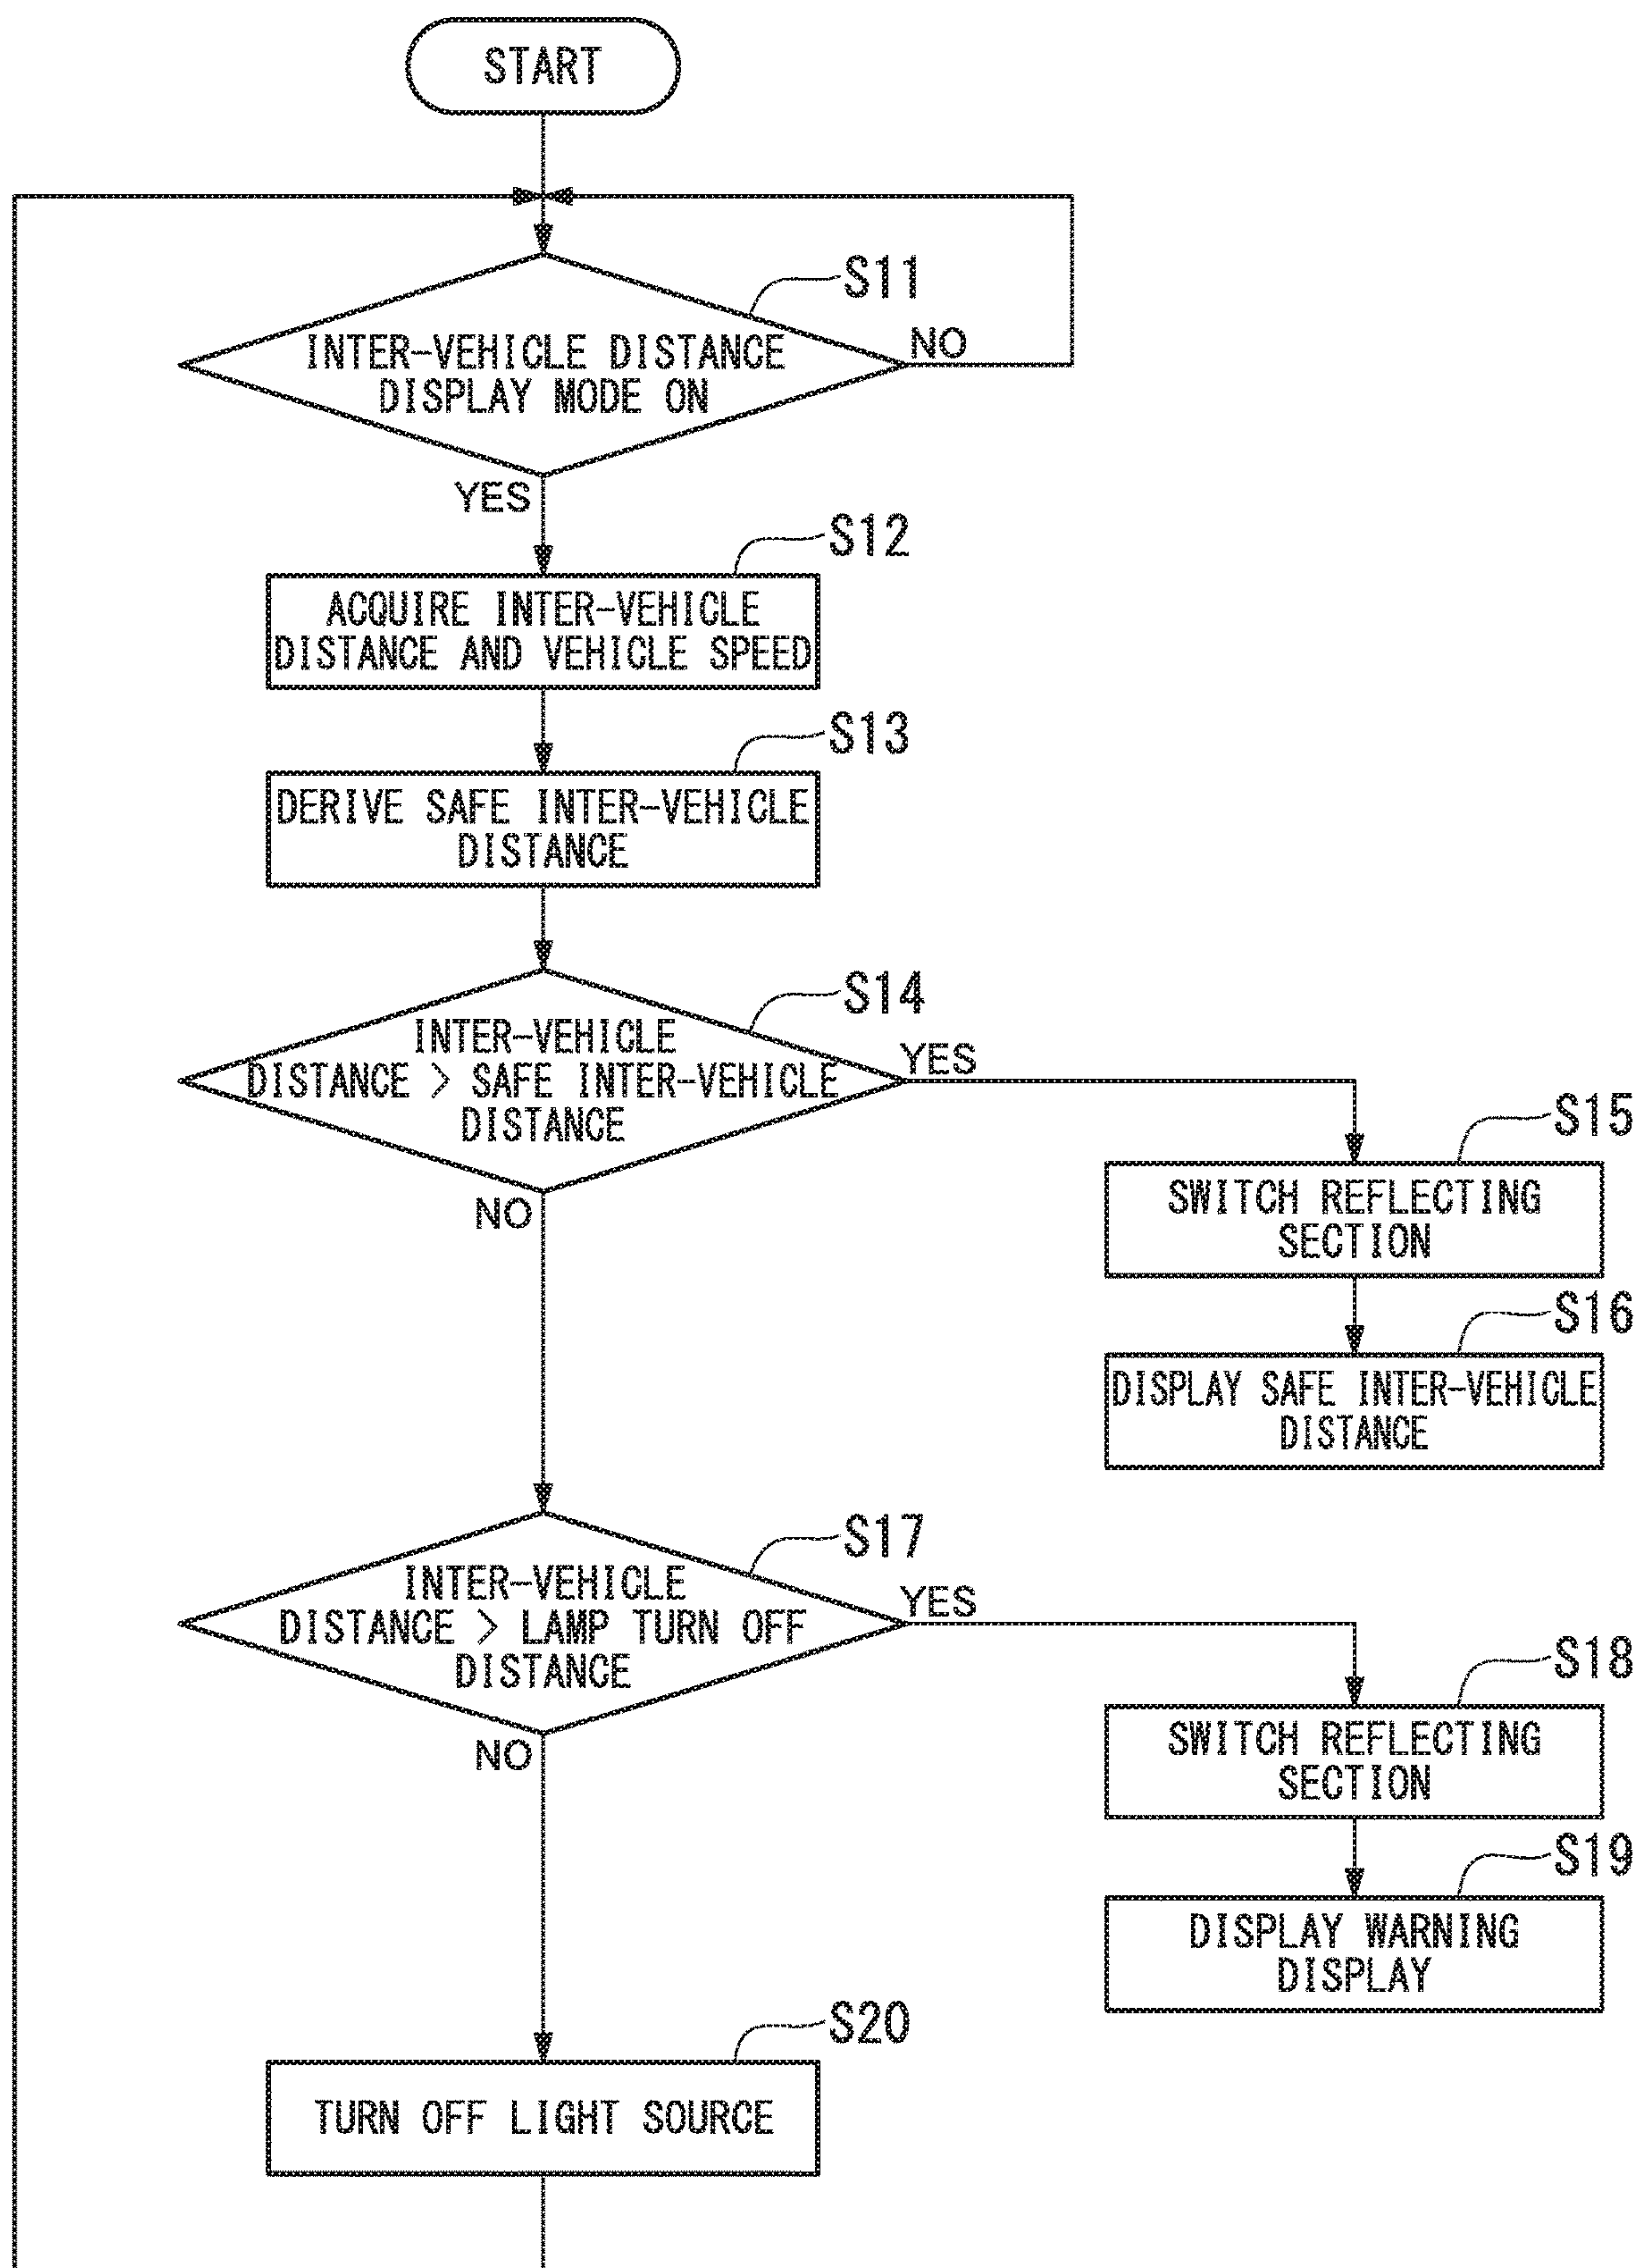 START
S11
INTER-VEHICLE DISTANCE
DISPLAY MODE ON
NO
YES
S12
ACQUIRE INTER-VEHICLE
DISTANCE AND VEHICLE SPEED
S13
DERIVE SAFE INTER-VEHICLE
DISTANCE
S14
INTER-VEHICLE
DISTANCE > SAFE INTER-VEHICLE
DISTANCE
YES
NO
S15
SWITCH REFLECTING
SECTION
S16
DISPLAY SAFE INTER-VEHICLE
DISTANCE
S17
INTER-VEHICLE
DISTANCE > LAMP TURN OFF
DISTANCE
YES
NO
S18
SWITCH REFLECTING
SECTION
S19
DISPLAY WARNING
DISPLAY
S20
TURN OFF LIGHT SOURCE